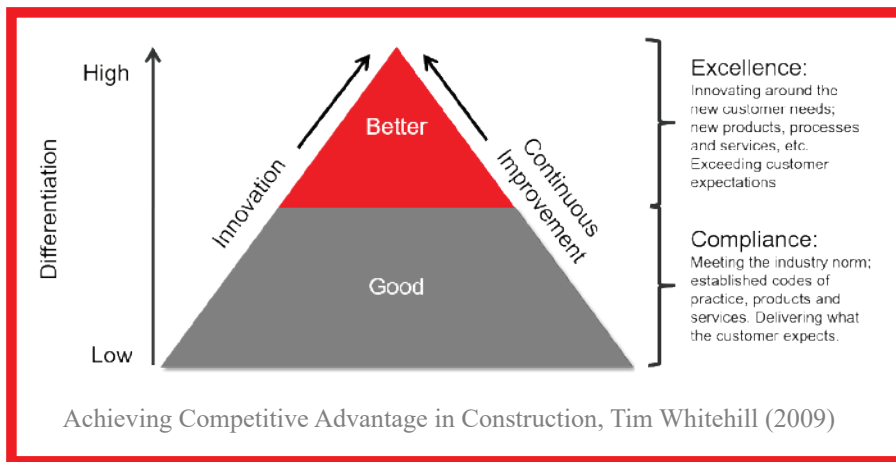 High
Differentiation
Low
Innovation
Better
Good
Continuous
Improvement
Excellence:
Innovating around the
new customer needs;
new products, processes
and services, etc.
Exceeding customer
expectations
Compliance:
Meeting the industry norm;
established codes of
practice, products and
services. Delivering what
the customer expects.
Achieving Competitive Advantage in Construction, Tim Whitehill (2009)